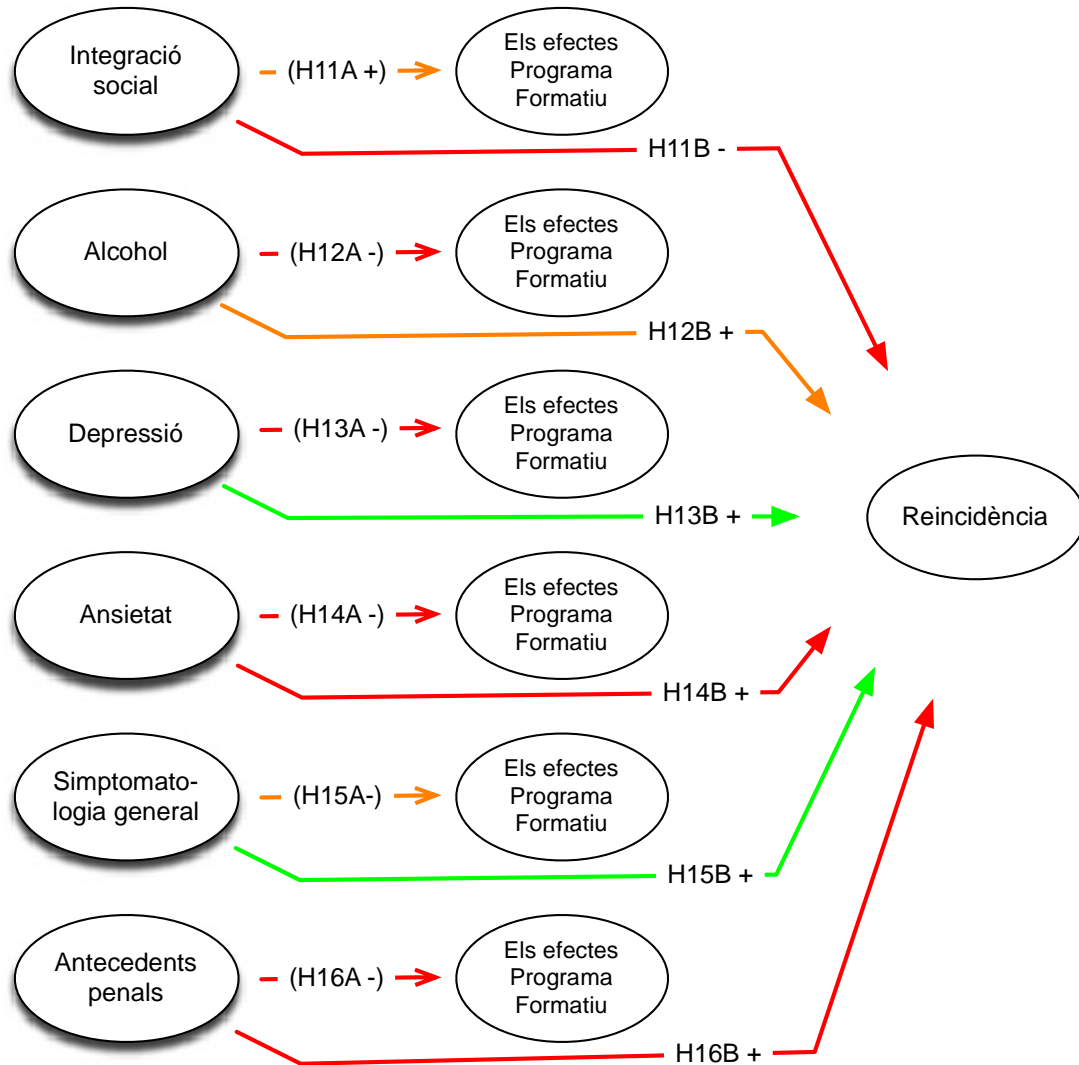 Integració
social
(H11A +)
Els efectes
Programa
Formatiu
H11B -
Alcohol
(H12A -)
Els efectes
Programa
Formatiu
H12B +
Depressió
(H13A -)
Els efectes
Programa
Formatiu
H13B +
Reincidència
Ansietat
(H14A -)
Els efectes
Programa
Formatiu
H14B +
Simptomato-
logia general
(H15A-)
Els efectes
Programa
Formatiu
H15B +
Antecedents
penals
(H16A -)
Els efectes
Programa
Formatiu
H16B +